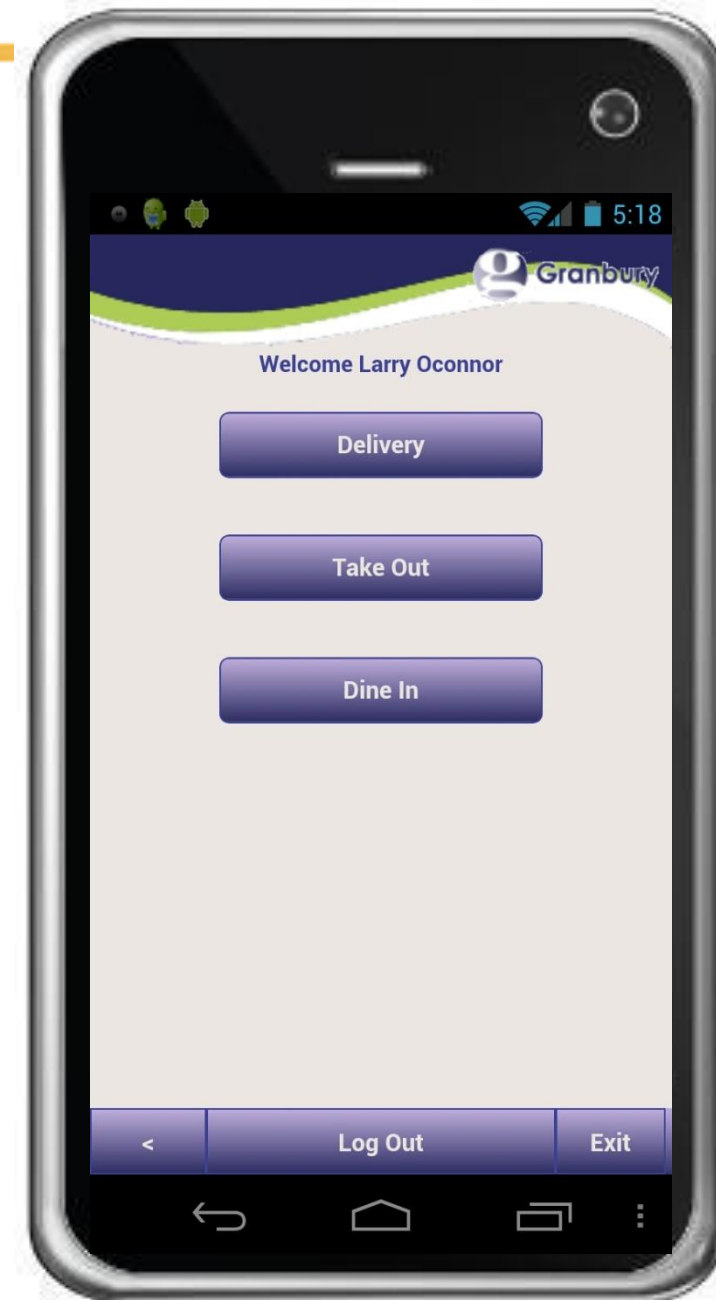 5:18
g Granbury
Welcome Larry Oconnor
Delivery
Take Out
Dine In
< Log Out Exit